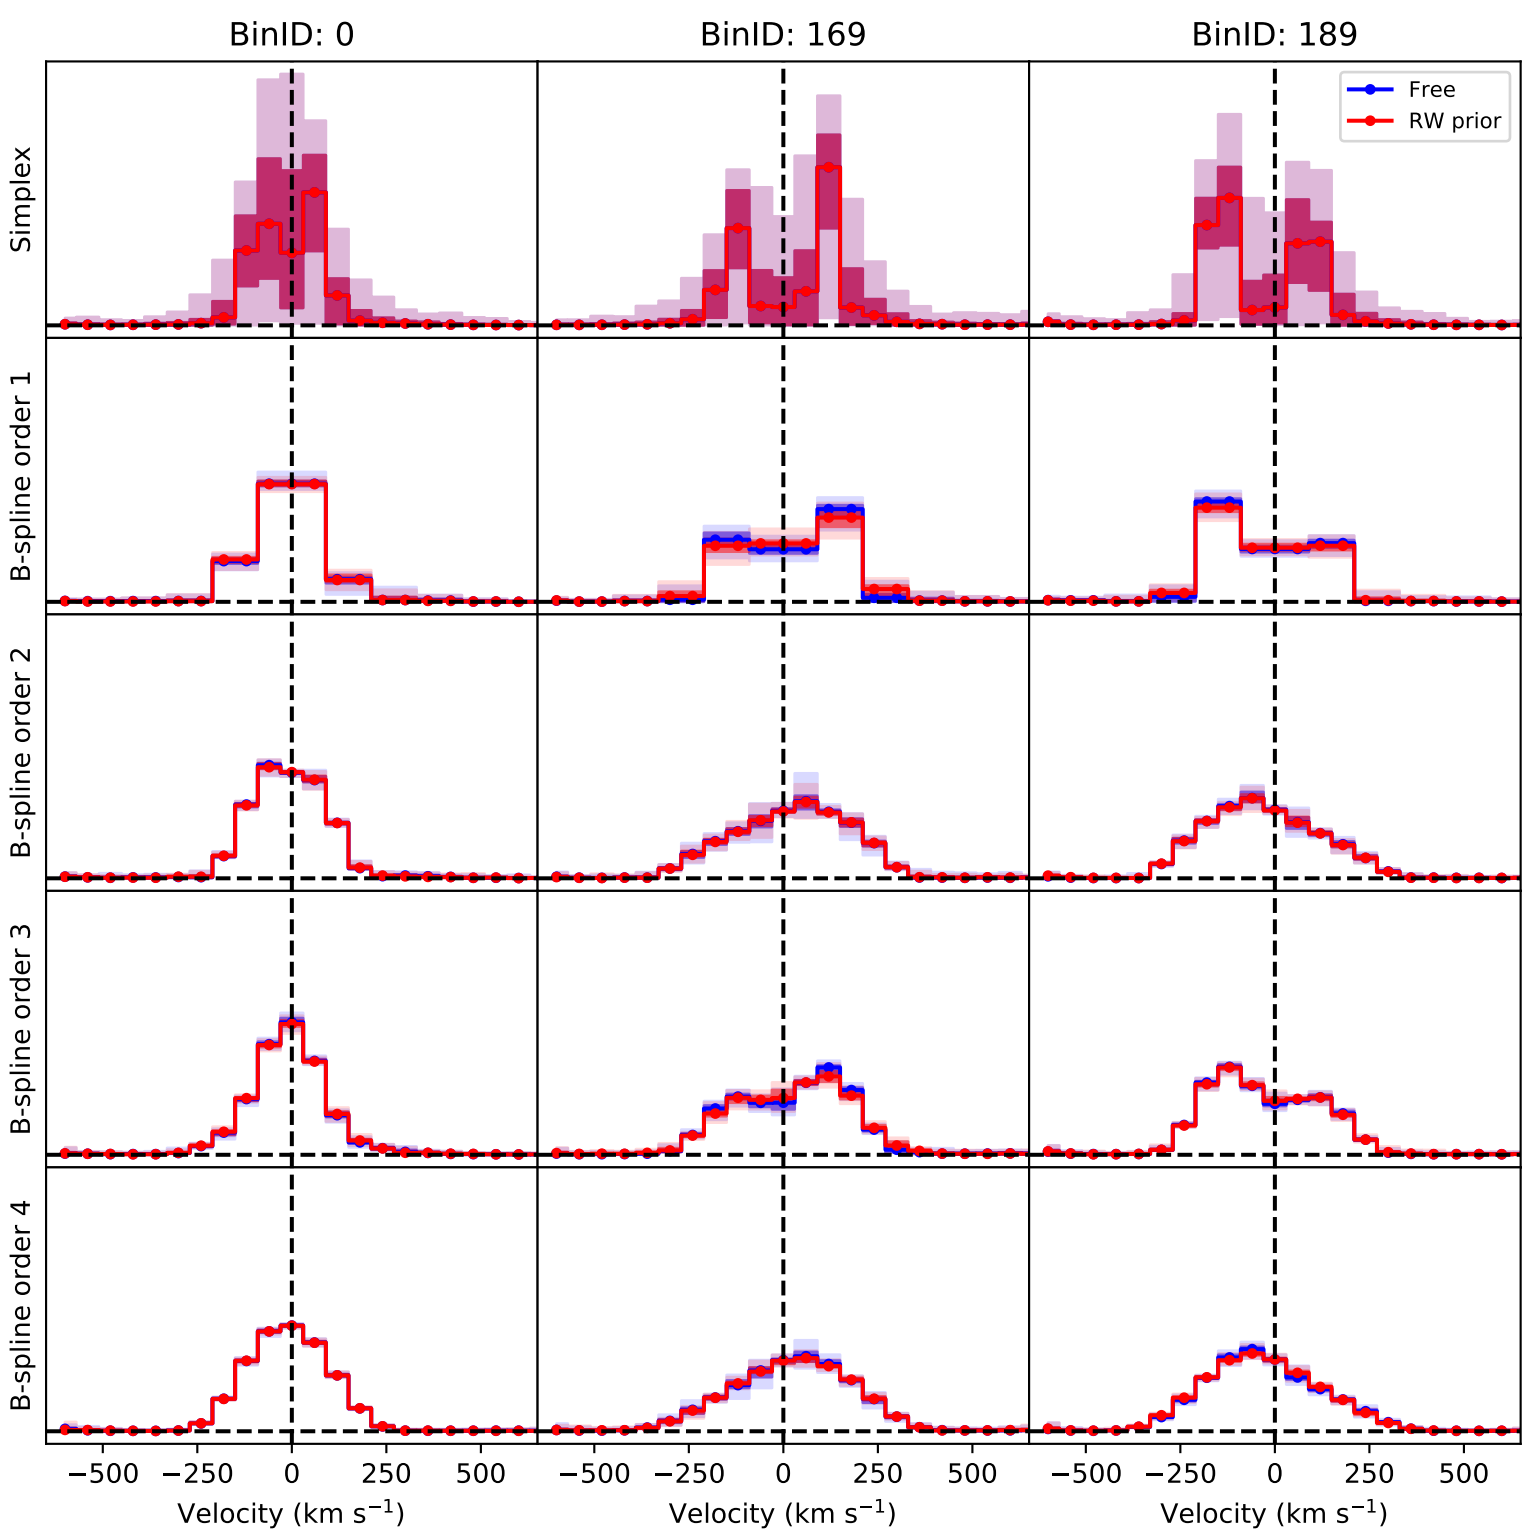 BinID: 0
BinID: 169
BinID: 189
Free
RW prior
Simplex
B-spline order 1
B-spline order 2
B-spline order 3
B-spline order 4
−500 −250 0 250 500
−500 −250 0 250 500
−500 −250 0 250 500
Velocity (km s⁻¹)
Velocity (km s⁻¹)
Velocity (km s⁻¹)